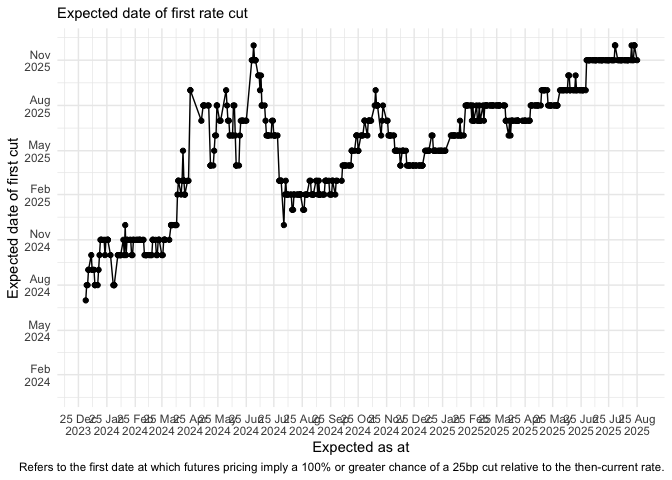 Expected date of first rate cut
Expected date of first cut
Nov
2025
Aug
2025
May
2025
Feb
2025
Nov
2024
Aug
2024
May
2024
Feb
2024
25 Dec 25 Jan 25 Feb 25 Mar 25 Apr 25 May 25 Jun 25 Jul 25 Aug 25 Sep 25 Oct 25 Nov 25 Dec 25 Jan 25 Feb 25 Mar 25 Apr 25 May 25 Jun 25 Jul 25 Aug
2023 2024 2024 2024 2024 2024 2024 2024 2024 2024 2024 2024 2024 2025 2025 2025 2025 2025 2025 2025 2025
Expected as at
Refers to the first date at which futures pricing imply a 100% or greater chance of a 25bp cut relative to the then-current rate.